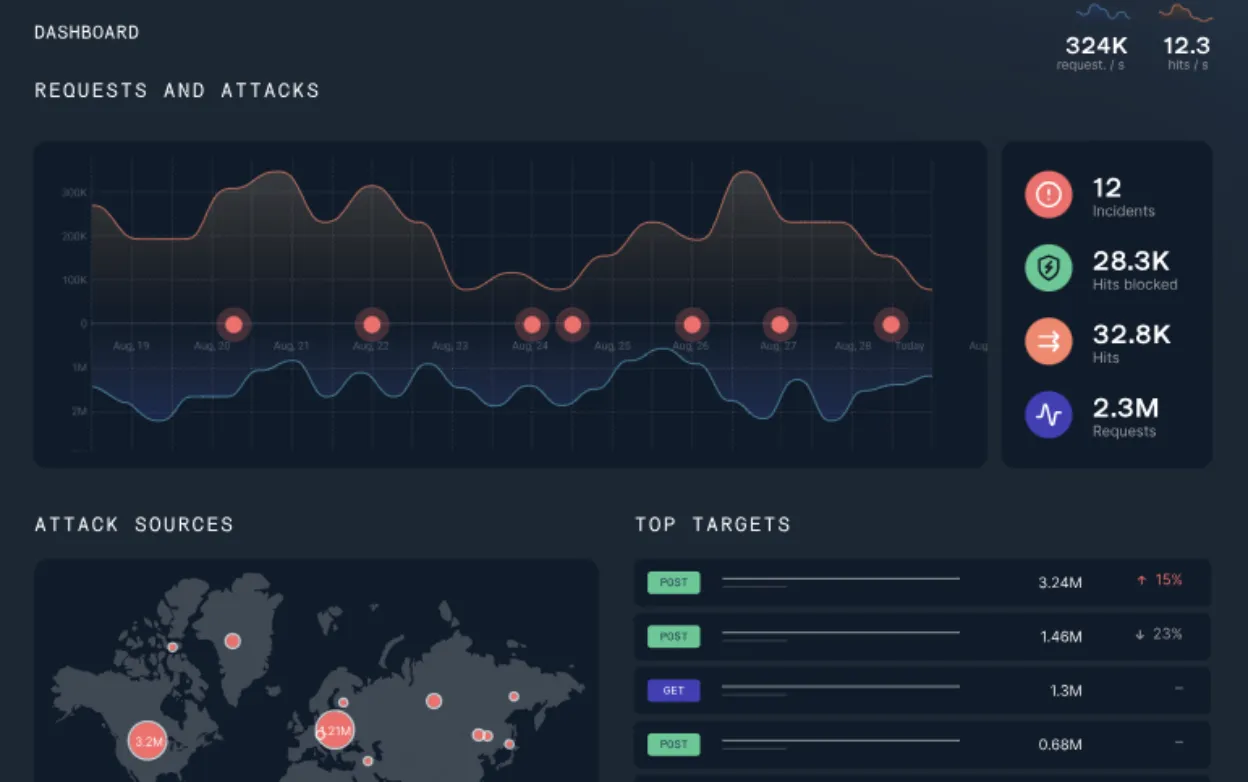 DASHBOARD
324K
12.3
request. / s
hits / s
REQUESTS AND ATTACKS
300K
200K
100K
0
Aug, 19
Aug, 20
Aug, 21
Aug, 22
Aug, 23
Aug, 24
Aug, 25
Aug, 26
Aug, 27
Aug, 28
Today
Aug
1M
2M
12
Incidents
28.3K
Hits blocked
32.8K
Hits
2.3M
Requests
ATTACK SOURCES
3.2M
TOP TARGETS
POST 3.24M ↑ 15%
POST 1.46M ↓ 23%
GET 1.3M –
POST 0.68M –